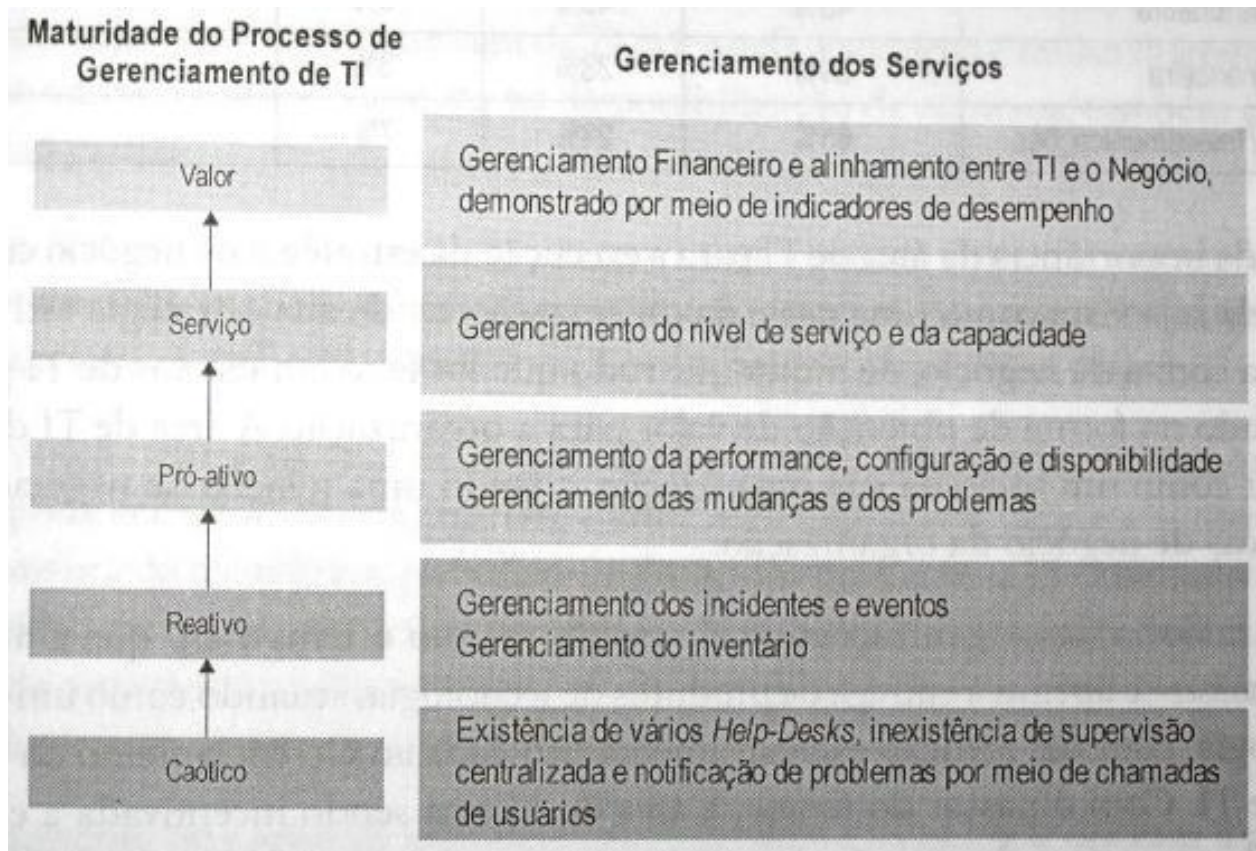 Maturidade do Processo de
Gerenciamento de TI
Gerenciamento dos Serviços
Valor
Gerenciamento Financeiro e alinhamento entre TI e o Negócio,
demonstrado por meio de indicadores de desempenho
Serviço
Gerenciamento do nível de serviço e da capacidade
Pró-ativo
Gerenciamento da performance, configuração e disponibilidade
Gerenciamento das mudanças e dos problemas
Reativo
Gerenciamento dos incidentes e eventos
Gerenciamento do inventário
Caótico
Existência de vários Help-Desks, inexistência de supervisão
centralizada e notificação de problemas por meio de chamadas
de usuários